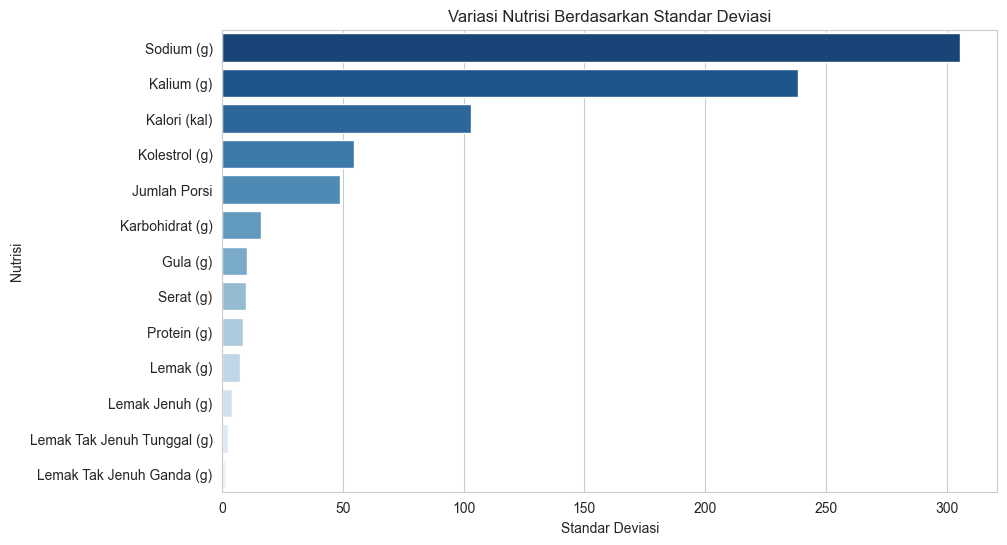 Variasi Nutrisi Berdasarkan Standar Deviasi
Nutrisi
Sodium (g)
Kalium (g)
Kalori (kal)
Kolestrol (g)
Jumlah Porsi
Karbohidrat (g)
Gula (g)
Serat (g)
Protein (g)
Lemak (g)
Lemak Jenuh (g)
Lemak Tak Jenuh Tunggal (g)
Lemak Tak Jenuh Ganda (g)
0 50 100 150 200 250 300
Standar Deviasi